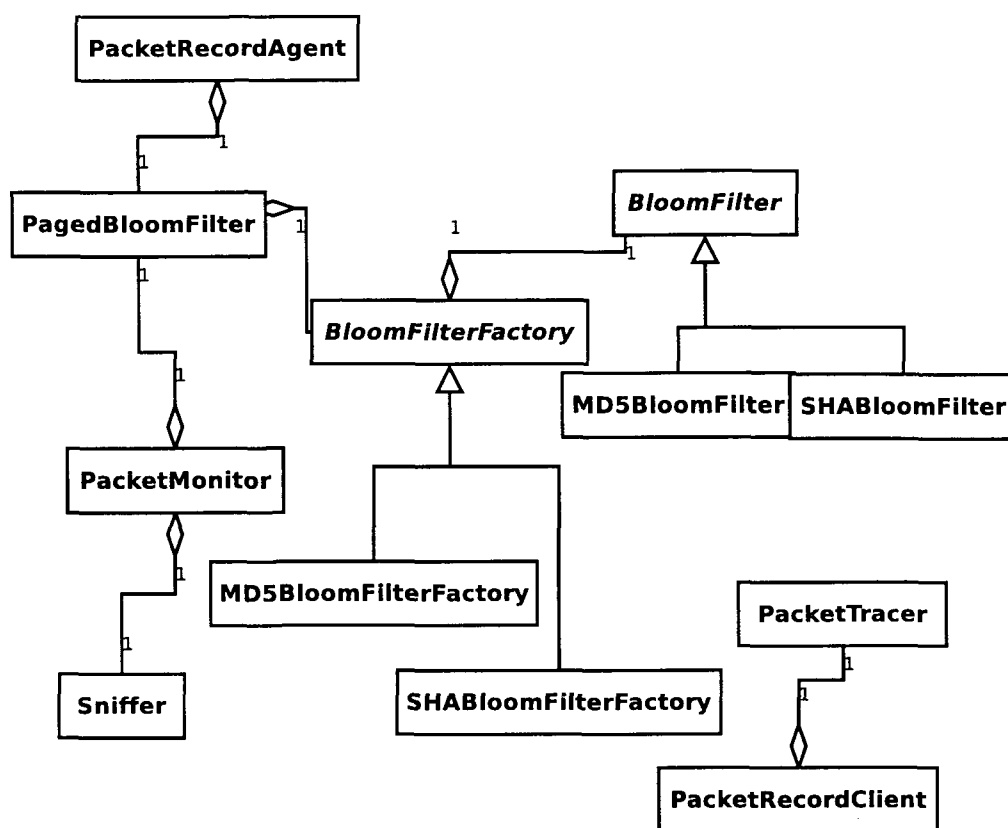 PacketRecordAgent
1
1
PagedBloomFilter
1
1
BloomFilter
1
1
BloomFilterFactory
1
MD5BloomFilter
SHABloomFilter
PacketMonitor
1
1
MD5BloomFilterFactory
PacketTracer
1
1
Sniffer
SHABloomFilterFactory
PacketRecordClient